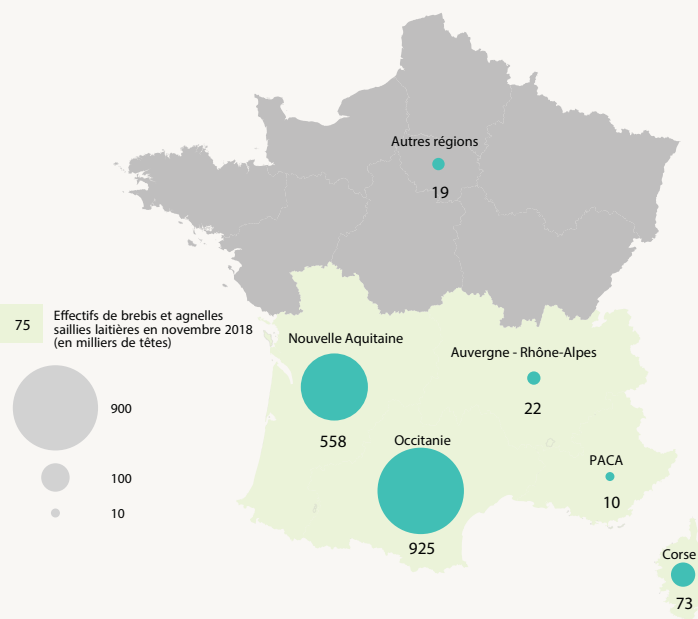 Autres régions
19
75
Effectifs de brebis et agnelles
saillies laitières en novembre 2018
(en milliers de têtes)
900
100
10
Nouvelle Aquitaine
558
Auvergne - Rhône-Alpes
22
Occitanie
925
PACA
10
Corse
73